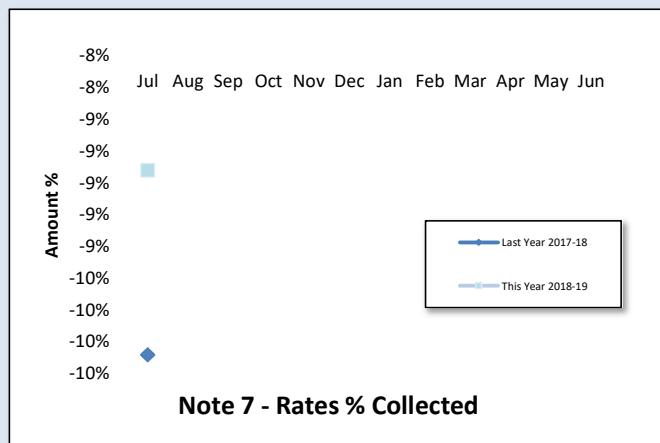 -8%
-8%
Jul Aug Sep Oct Nov Dec Jan Feb Mar Apr May Jun
-9%
-9%
-9%
-9%
-9%
-10%
-10%
-10%
-10%
Amount %
Last Year 2017-18
This Year 2018-19
Note 7 - Rates % Collected